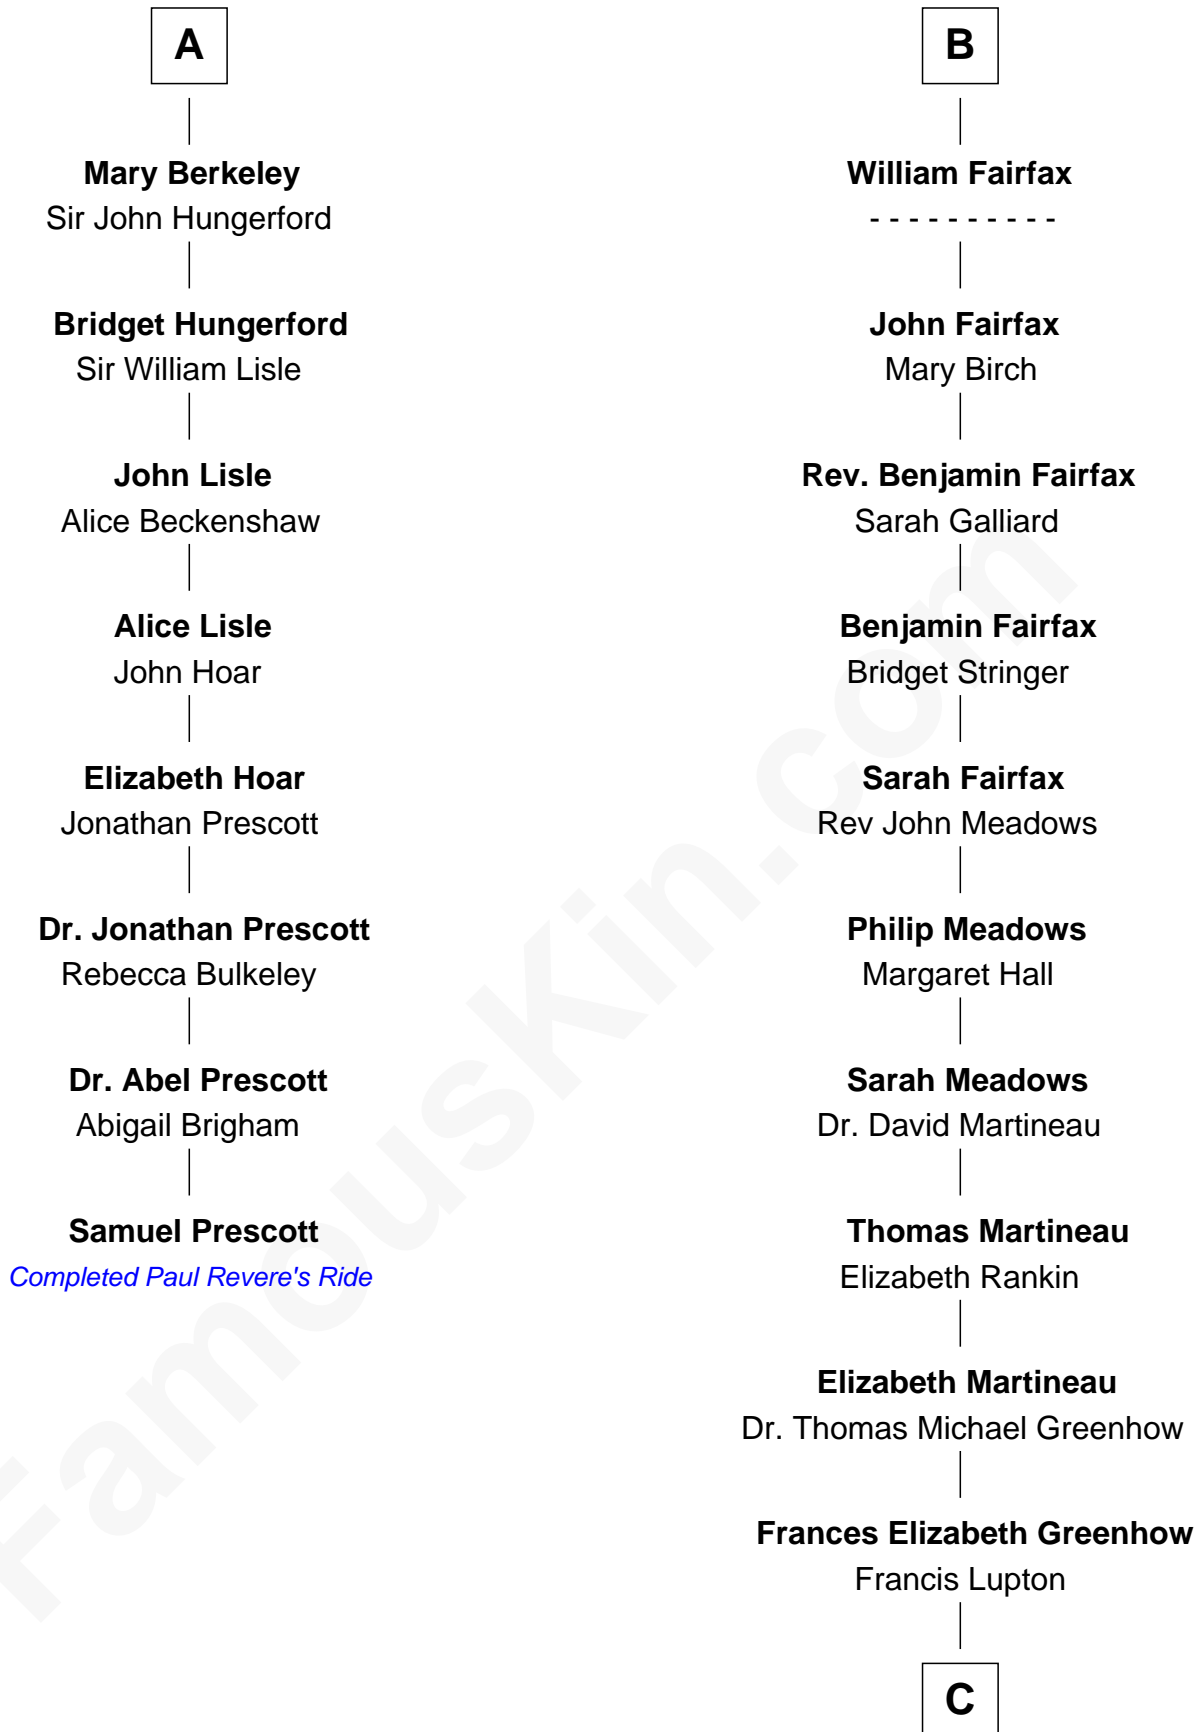 A
Mary Berkeley
Sir John Hungerford
Bridget Hungerford
Sir William Lisle
John Lisle
Alice Beckenshaw
Alice Lisle
John Hoar
Elizabeth Hoar
Jonathan Prescott
Dr. Jonathan Prescott
Rebecca Bulkeley
Dr. Abel Prescott
Abigail Brigham
Samuel Prescott
Completed Paul Revere's Ride
B
William Fairfax
- - - - - - - - - -
John Fairfax
Mary Birch
Rev. Benjamin Fairfax
Sarah Galliard
Benjamin Fairfax
Bridget Stringer
Sarah Fairfax
Rev John Meadows
Philip Meadows
Margaret Hall
Sarah Meadows
Dr. David Martineau
Thomas Martineau
Elizabeth Rankin
Elizabeth Martineau
Dr. Thomas Michael Greenhow
Frances Elizabeth Greenhow
Francis Lupton
C
FamousKin.com